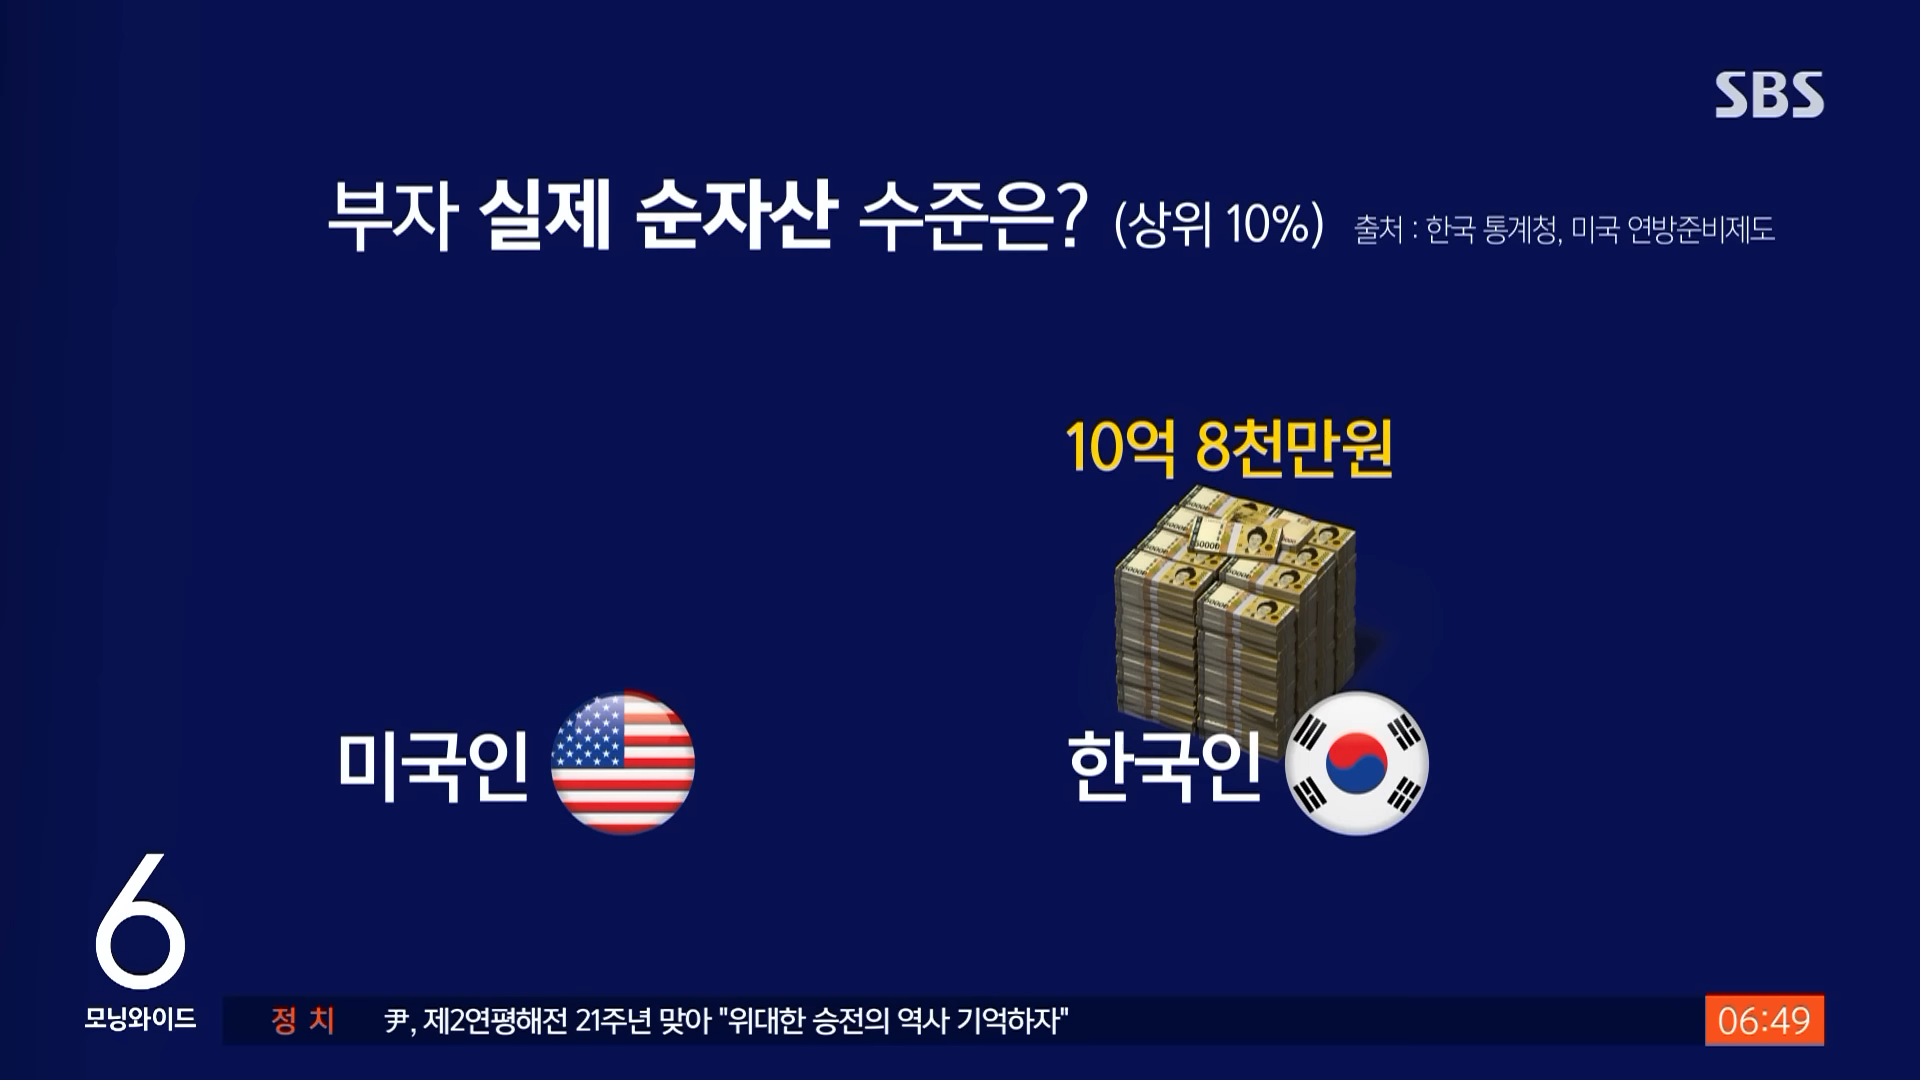 SBS
부자 실제 순자산 수준은? (상위 10%) 출처 : 한국 통계청, 미국 연방준비제도
10억 8천만원
미국인
한국인
6
모닝와이드
정 치 尹, 제2연평해전 21주년 맞아 "위대한 승전의 역사 기억하자" 06:49